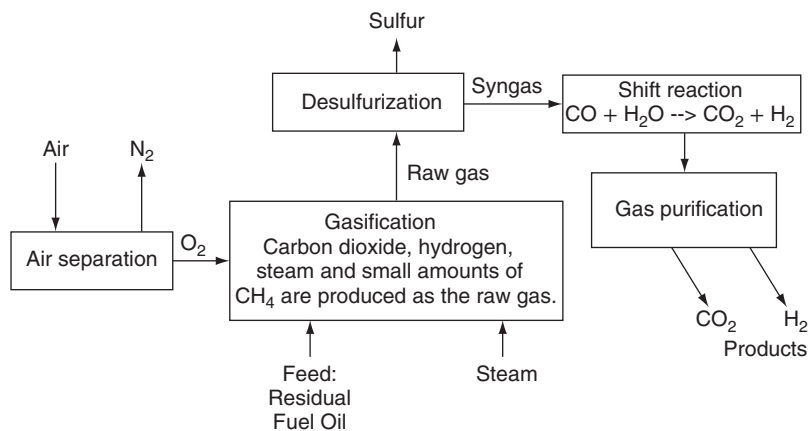 Sulfur
Desulfurization
Syngas
Shift reaction
CO + H₂O --> CO₂ + H₂
Air
N₂
Raw gas
Gas purification
Air separation
O₂
Gasification
Carbon dioxide, hydrogen,
steam and small amounts of
CH₄ are produced as the raw gas.
CO₂
H₂
Products
Feed:
Residual
Fuel Oil
Steam